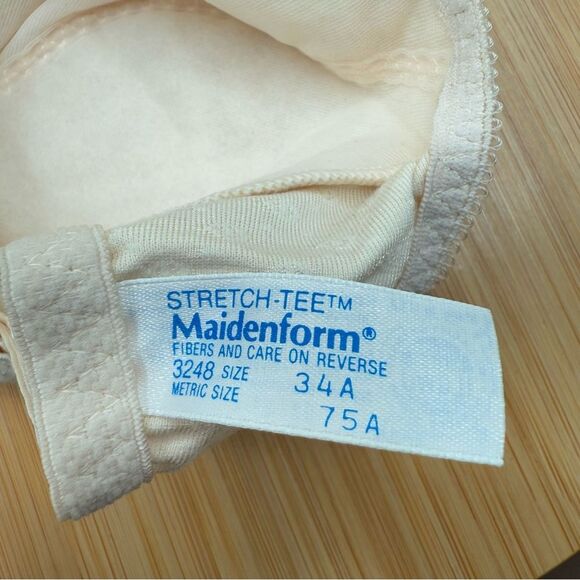 STRETCH-TEE™
Maidenform®
FIBERS AND CARE ON REVERSE
3248 SIZE 34A
METRIC SIZE 75A